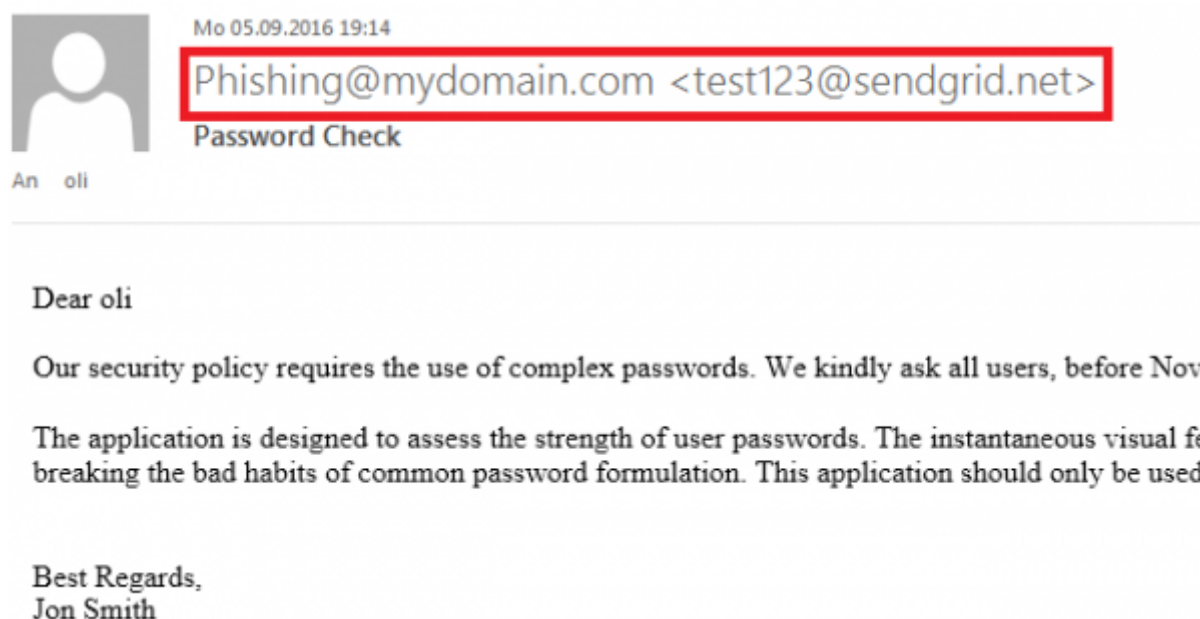 Mo 05.09.2016 19:14
Phishing@mydomain.com <test123@sendgrid.net>
Password Check
An oli
Dear oli
Our security policy requires the use of complex passwords. We kindly ask all users, before Nov
The application is designed to assess the strength of user passwords. The instantaneous visual
breaking the bad habits of common password formulation. This application should only be used
Best Regards,
Jon Smith